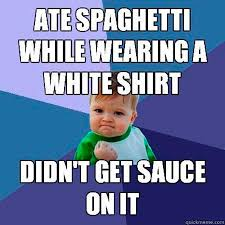 ATE SPAGHETTI
WHILE WEARING A
WHITE SHIRT
DIDN'T GET SAUCE
ON IT
quickmeme.com